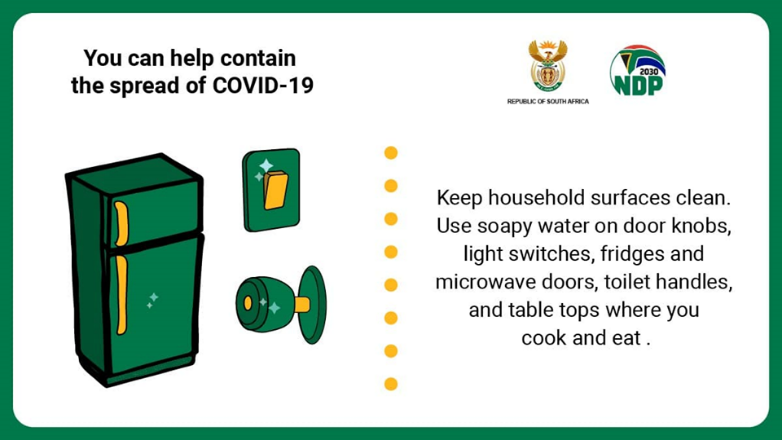 You can help contain
the spread of COVID-19
REPUBLIC OF SOUTH AFRICA
2030
NDP
Keep household surfaces clean.
Use soapy water on door knobs,
light switches, fridges and
microwave doors, toilet handles,
and table tops where you
cook and eat .